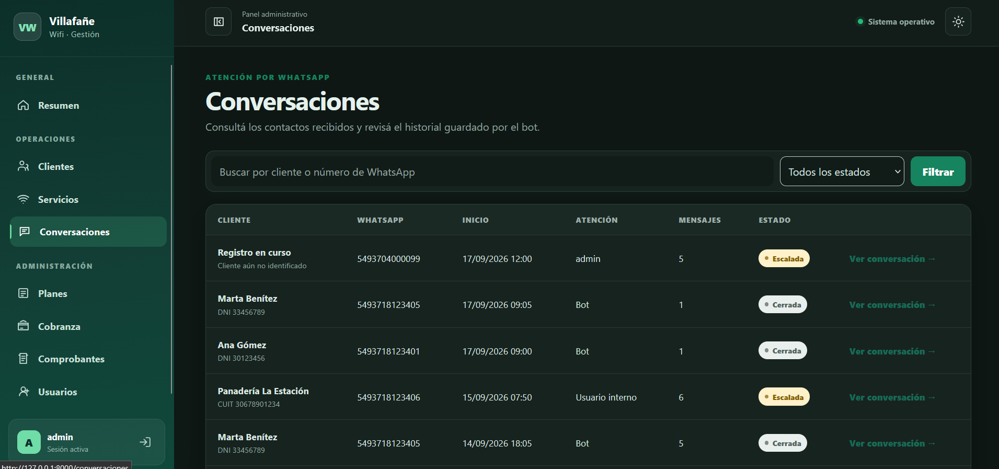 vw
Villafañe
Wifi · Gestión
GENERAL
Resumen
OPERACIONES
Clientes
Servicios
Conversaciones
ADMINISTRACIÓN
Planes
Cobranza
Comprobantes
Usuarios
A
admin
Sesión activa
http://127.0.0.1:8000/conversaciones
Panel administrativo
Conversaciones
Sistema operativo
ATENCIÓN POR WHATSAPP
Conversaciones
Consultá los contactos recibidos y revisá el historial guardado por el bot.
Buscar por cliente o número de WhatsApp
Todos los estados
Filtrar
CLIENTE WHATSAPP INICIO ATENCIÓN MENSAJES ESTADO
Registro en curso
Cliente aún no identificado
5493704000099 17/09/2026 12:00 admin 5 Escalada Ver conversación →
Marta Benítez
DNI 33456789
5493718123405 17/09/2026 09:05 Bot 1 Cerrada Ver conversación →
Ana Gómez
DNI 30123456
5493718123401 17/09/2026 09:00 Bot 1 Cerrada Ver conversación →
Panadería La Estación
CUIT 30678901234
5493718123406 15/09/2026 07:50 Usuario interno 6 Escalada Ver conversación →
Marta Benítez
DNI 33456789
5493718123405 14/09/2026 18:05 Bot 5 Cerrada Ver conversación →